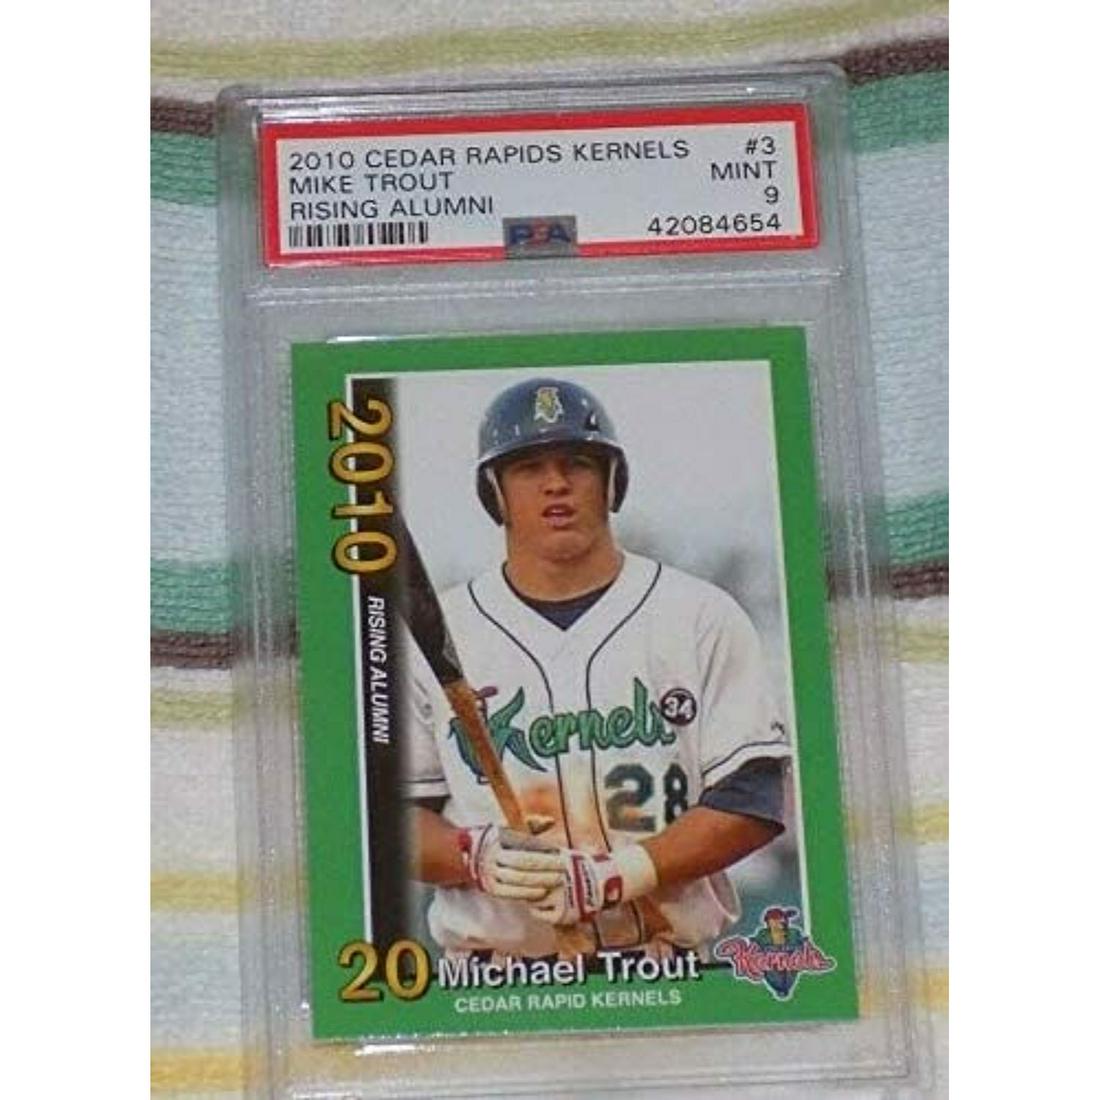 2010 CEDAR RAPIDS KERNELS #3
MIKE TROUT MINT
RISING ALUMNI 9
PSA 42084654
2010
RISING ALUMNI
Kernels
34
28
20 Michael Trout
CEDAR RAPID KERNELS
Kernels